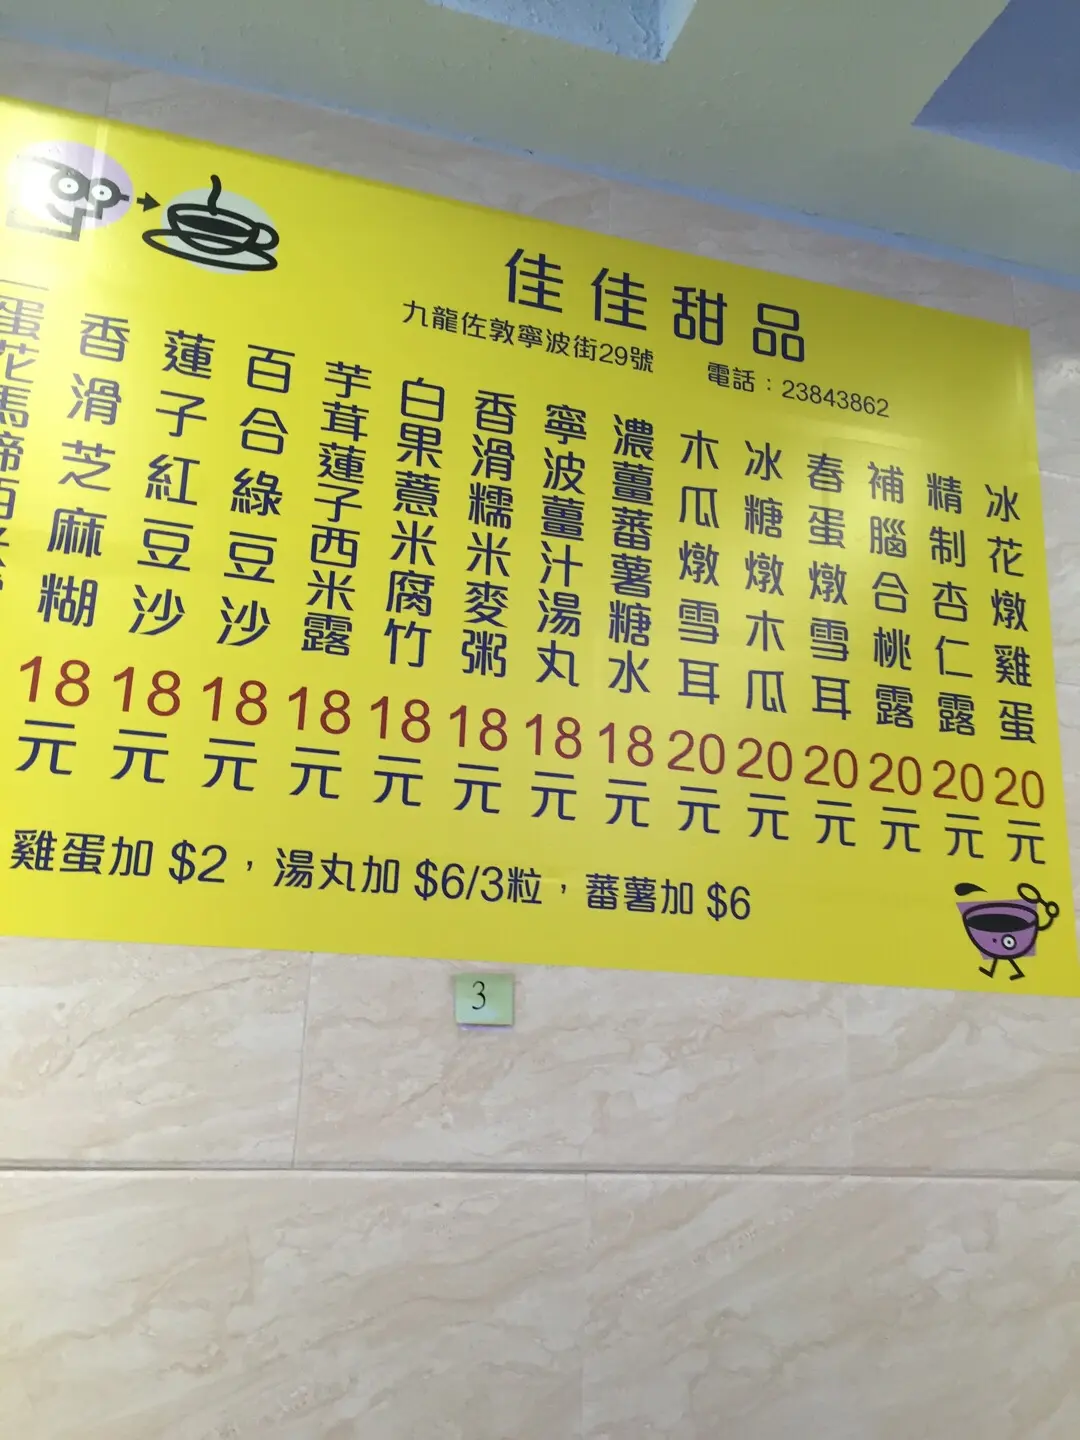 佳佳甜品
九龍佐敦寧波街29號 電話：23843862
冰花燉雞蛋 20元
精制杏仁露 20元
補腦合桃露 20元
春蛋燉雪耳 20元
冰糖燉木瓜 20元
木瓜燉雪耳 20元
濃薑蕃薯糖水 18元
寧波薑汁湯丸 18元
香滑糯米麥粥 18元
白果薏米腐竹 18元
芋茸蓮子西米露 18元
百合綠豆沙 18元
蓮子紅豆沙 18元
香滑芝麻糊 18元
蛋花馬蹄
雞蛋加 $2，湯丸加 $6/3粒，蕃薯加 $6
3